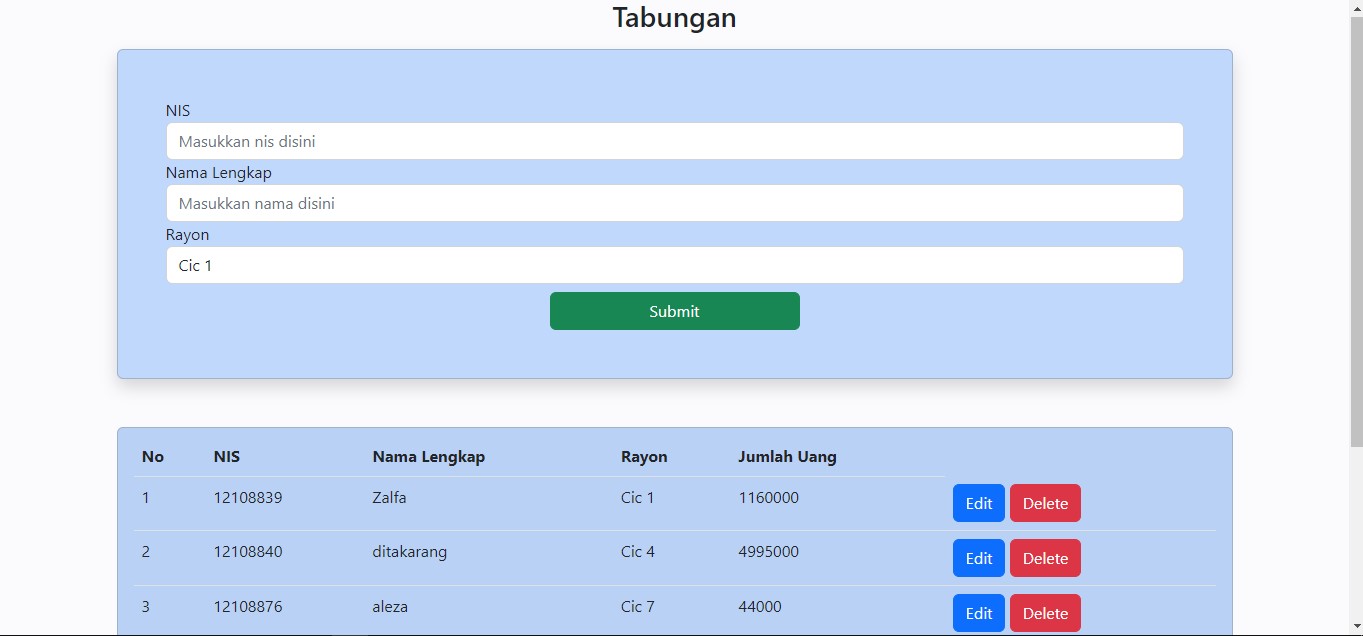 Tabungan
NIS
Masukkan nis disini
Nama Lengkap
Masukkan nama disini
Rayon
Cic 1
Submit
No NIS Nama Lengkap Rayon Jumlah Uang
1 12108839 Zalfa Cic 1 1160000 Edit Delete
2 12108840 ditakarang Cic 4 4995000 Edit Delete
3 12108876 aleza Cic 7 44000 Edit Delete